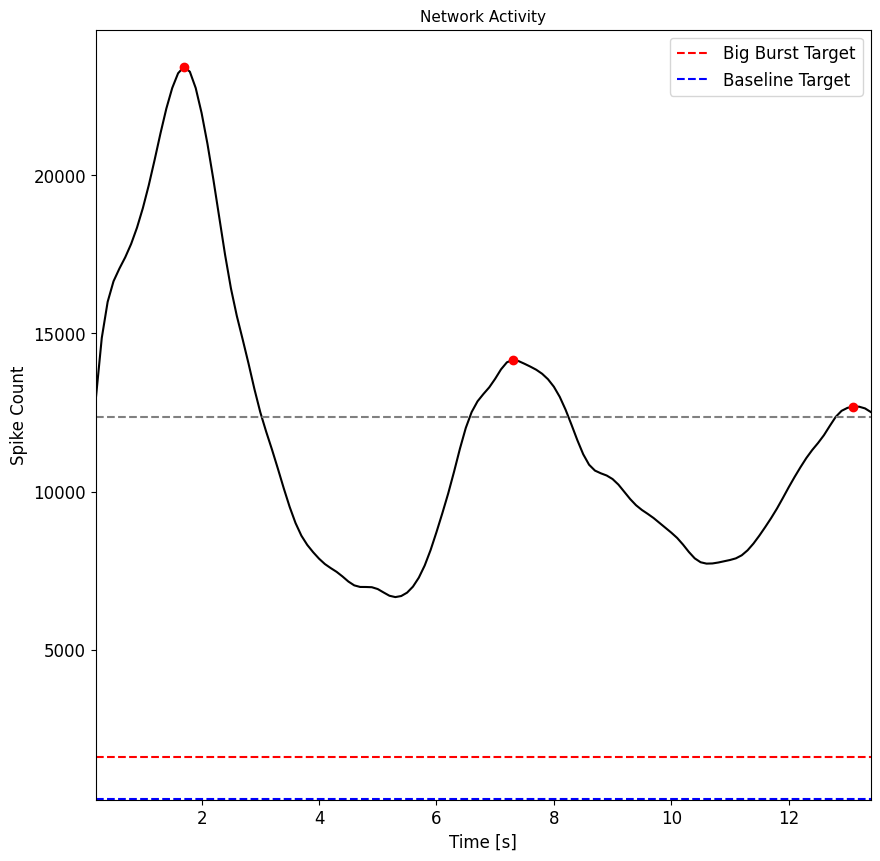 Network Activity
Big Burst Target
Baseline Target
Spike Count
20000
15000
10000
5000
2
4
6
8
10
12
Time [s]